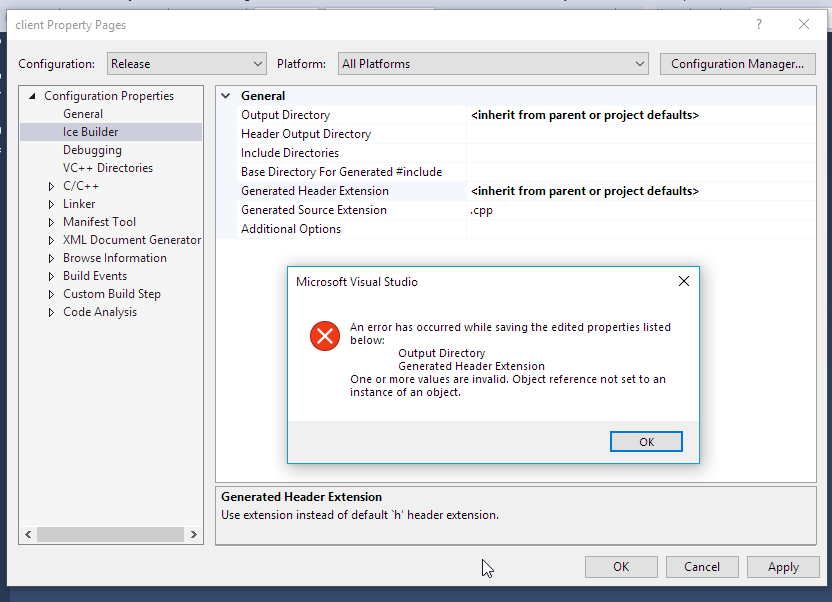 client Property Pages
?
Configuration: Release Platform: All Platforms Configuration Manager...
Configuration Properties
General
Ice Builder
Debugging
VC++ Directories
C/C++
Linker
Manifest Tool
XML Document Generator
Browse Information
Build Events
Custom Build Step
Code Analysis
General
Output Directory <inherit from parent or project defaults>
Header Output Directory
Include Directories
Base Directory For Generated #include
Generated Header Extension <inherit from parent or project defaults>
Generated Source Extension .cpp
Additional Options
Microsoft Visual Studio
An error has occurred while saving the edited properties listed
below:
Output Directory
Generated Header Extension
One or more values are invalid. Object reference not set to an
instance of an object.
OK
Generated Header Extension
Use extension instead of default `h' header extension.
OK Cancel Apply